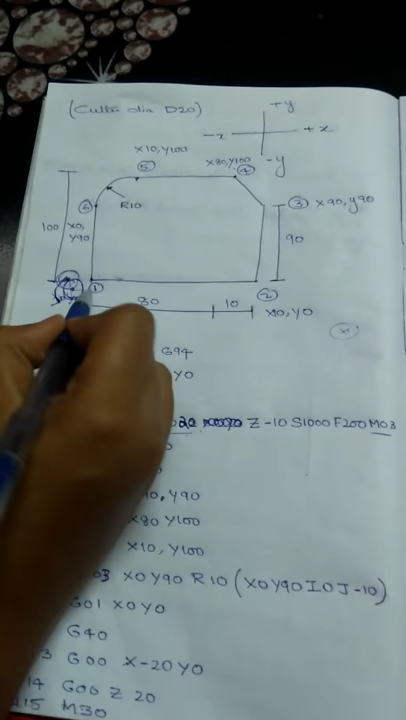 (Cutter dia D20)
+y
-x
+x
-y
X10, Y100
X80, Y100
5
4
R10
6
3 X90, y90
100
X0,
Y90
90
1
2
80
10
X90, Y0
G94
Y0
Z-10 S1000 F200 M03
, Y90
X80 Y100
X10, Y100
03 X0 Y90 R10 (X0 Y90 I0 J-10)
G01 X0 Y0
G40
3 G00 X-20 Y0
14 G00 Z 20
15 M30